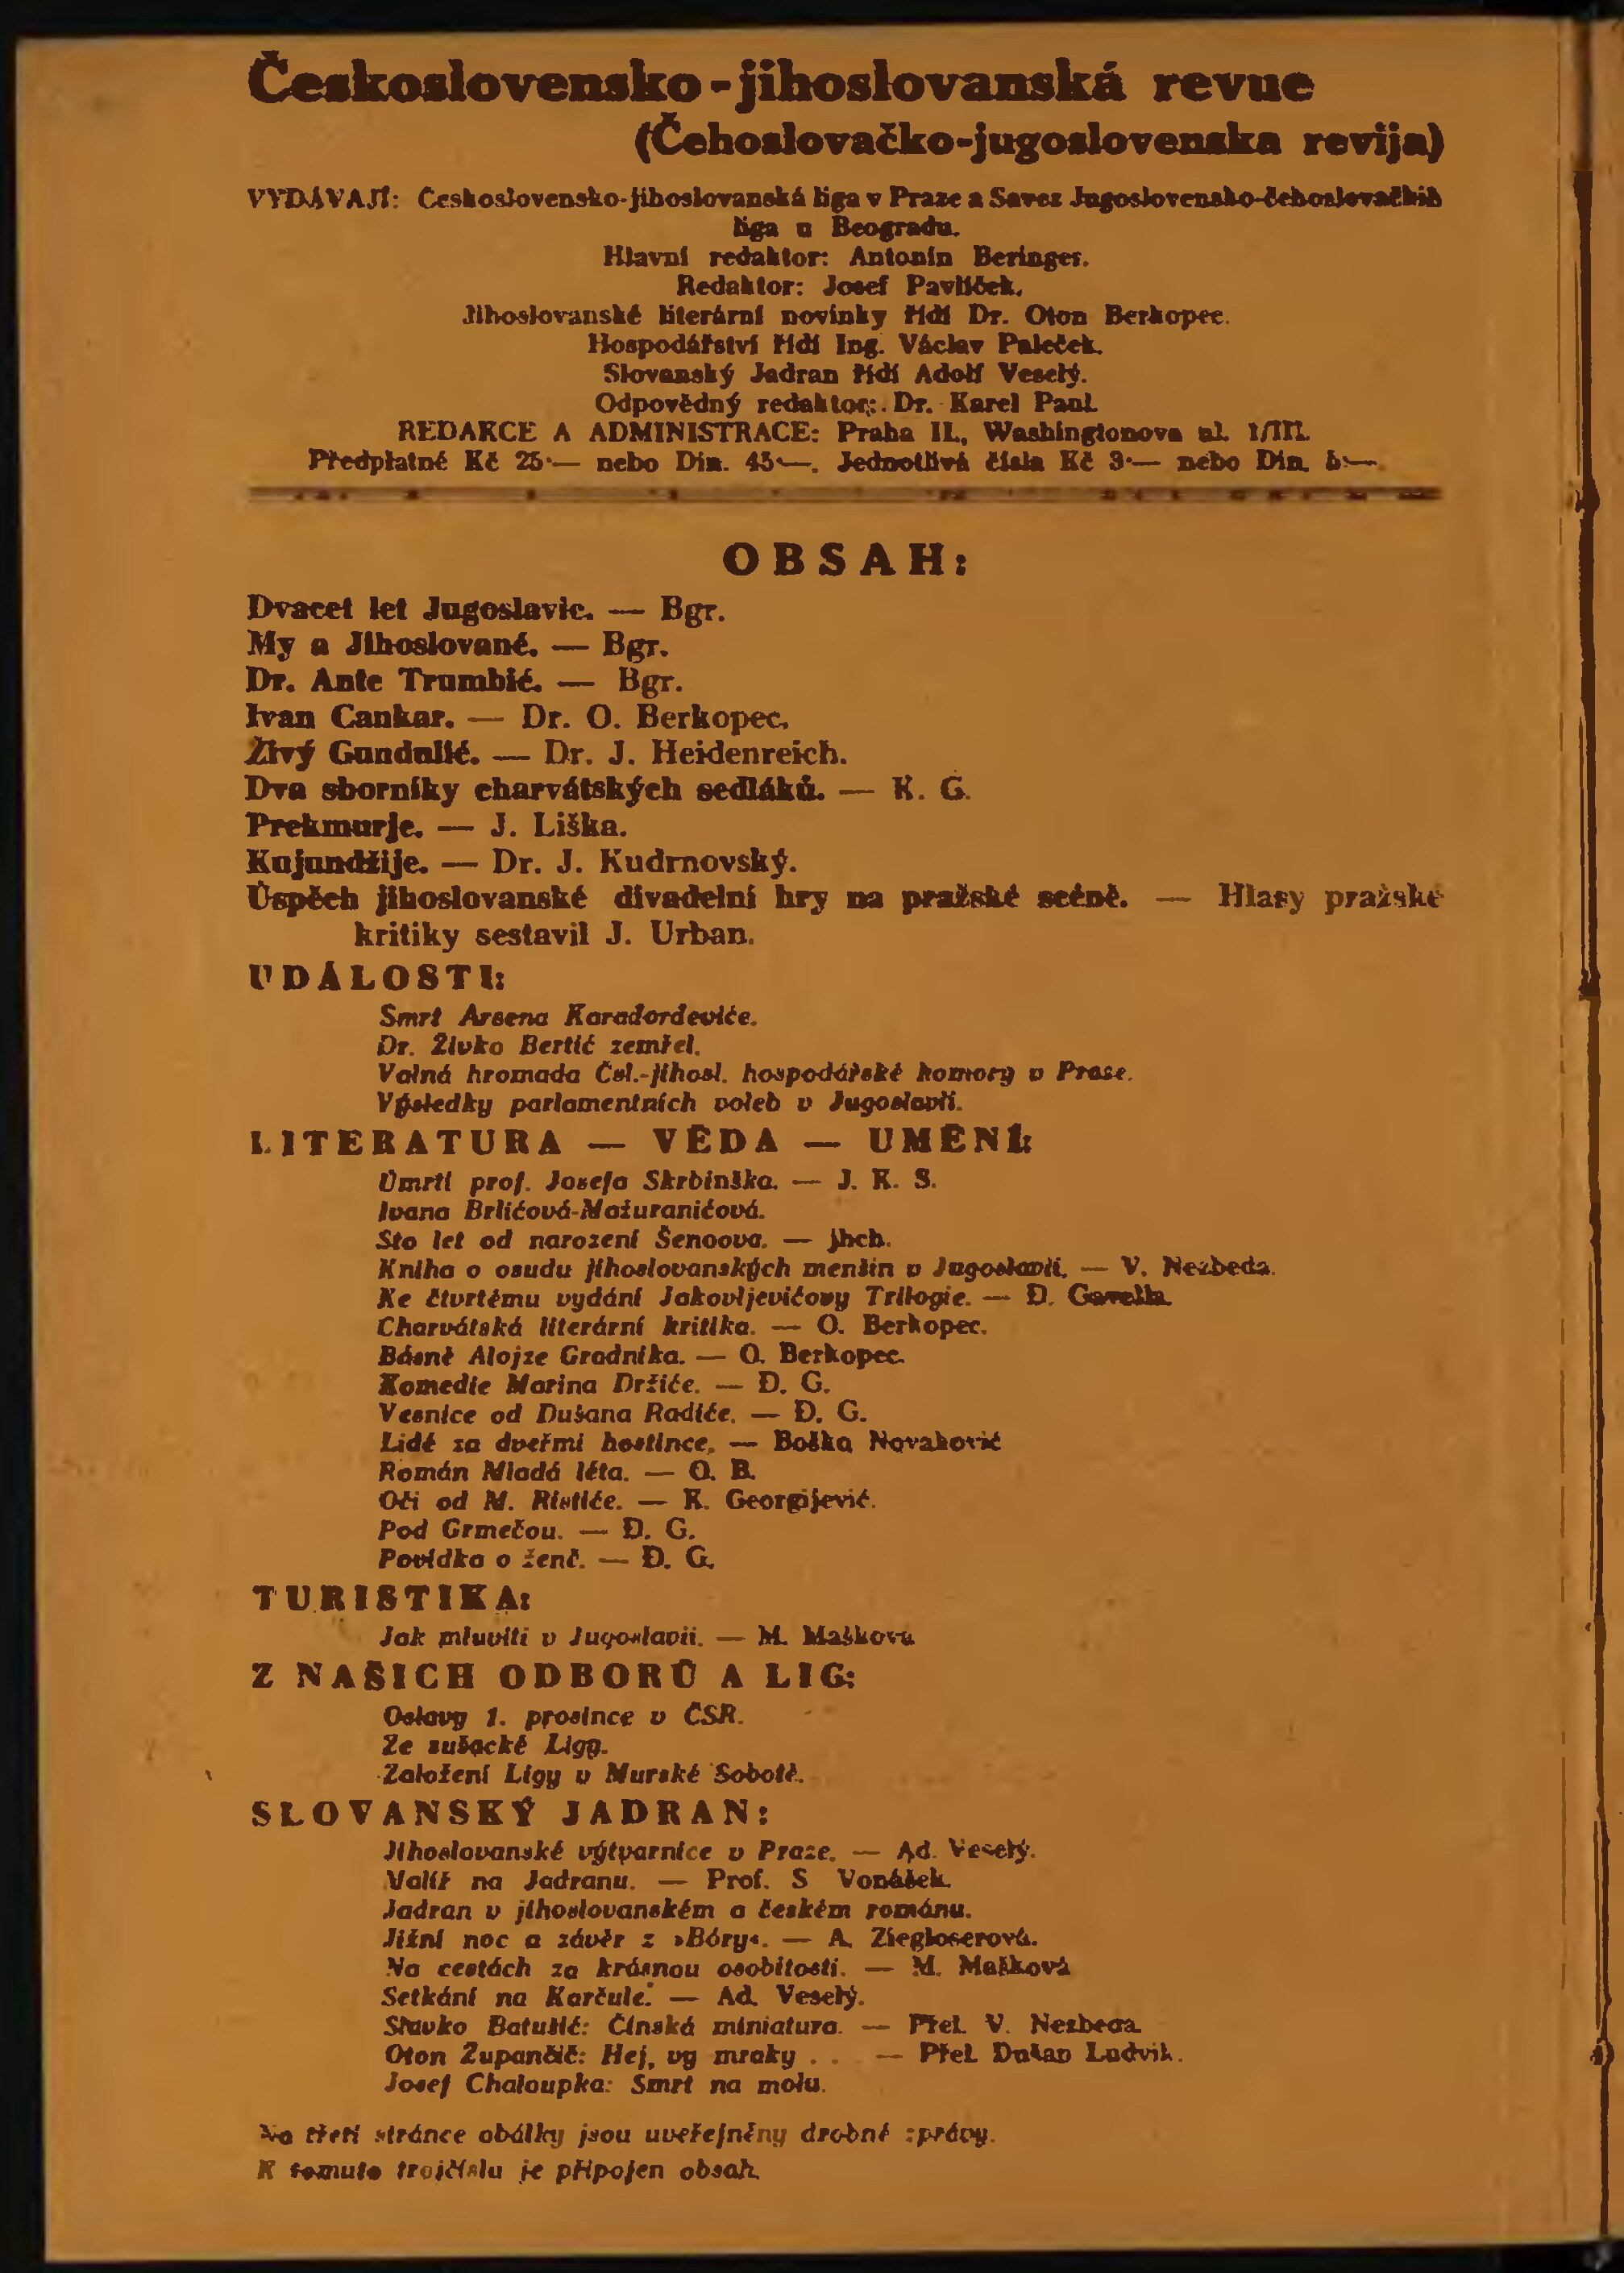 Československo-jihoslovanská revue
(Čehoslovačko-jugoslovenska revija)
VYDÁVAJÍ: Československo-jihoslovanská liga v Praze a Savez Jugoslovensko-čehoslovačkih
liga u Beogradu.
Hlavní redaktor: Antonín Beringer.
Redaktor: Josef Pavlíček.
Jihoslovanské literární novinky řídí Dr. Oton Berkopec.
Hospodářství řídí Ing. Václav Paleček.
Slovanský Jadran řídí Adolf Veselý.
Odpovědný redaktor: Dr. Karel Paul.
REDAKCE A ADMINISTRACE: Praha II., Washingtonova ul. 1/III.
Předplatné Kč 25·— nebo Din. 45·—. Jednotlivá čísla Kč 3·— nebo Din. 5·—.
OBSAH:
Dvacet let Jugoslavie. — Bgr.
My a Jihoslované. — Bgr.
Dr. Ante Trumbić. — Bgr.
Ivan Cankar. — Dr. O. Berkopec.
Živý Gundulić. — Dr. J. Heidenreich.
Dva sborníky charvátských sedláků. — K. G.
Prekmurje. — J. Liška.
Kujundžije. — Dr. J. Kudrnovský.
Úspěch jihoslovanské divadelní hry na pražské scéně. — Hlasy pražské
kritiky sestavil J. Urban.
UDÁLOSTI:
Smrt Arsena Karađorđeviće.
Dr. Živko Bertić zemřel.
Valná hromada Čsl.-jihosl. hospodářské komory v Praze.
Výsledky parlamentních voleb v Jugoslavii.
LITERATURA — VĚDA — UMĚNÍ:
Úmrtí prof. Josefa Skrbinška. — J. K. S.
Ivana Brlićová-Mažuranićová.
Sto let od narození Šenoova. — jhch.
Kniha o osudu jihoslovanských menšin v Jugoslavii. — V. Nezbeda.
Ke čtvrtému vydání Jakovljevićovy Trilogie. — Đ. Gavella.
Charvátská literární kritika. — O. Berkopec.
Básně Alojze Gradnika. — O. Berkopec.
Komedie Marina Držiće. — Đ. G.
Vesnice od Dušana Radiće. — Đ. G.
Lidé za dveřmi hostince. — Boška Novaković
Román Mladá léta. — O. B.
Oči od M. Ristiće. — K. Georgijević.
Pod Grmečou. — Đ. G.
Povídka o ženě. — Đ. G.
TURISTIKA:
Jak mluviti v Jugoslavii. — M. Mašková
Z NAŠICH ODBORŮ A LIG:
Oslavy 1. prosince v ČSR.
Ze sušacké Ligy.
Založení Ligy v Murské Sobotě.
SLOVANSKÝ JADRAN:
Jihoslovanské výtvarnice v Praze. — Ad. Veselý.
Malíř na Jadranu. — Prof. S Vonášek.
Jadran v jihoslovanském a českém románu.
Jižní noc a závěr z »Bóry«. — A. Ziegloserová.
Na cestách za krásnou osobitostí. — M. Mašková
Setkání na Karčule. — Ad. Veselý.
Slavko Batušić: Čínská miniatura. — Přel. V. Nezbeda
Oton Župančič: Hej, vy mraky . . . — Přel. Dušan Ludvik.
Josef Chaloupka: Smrt na molu.
Na třetí stránce obálky jsou uveřejněny drobné zprávy.
K tomuto trojčíslu je připojen obsah.